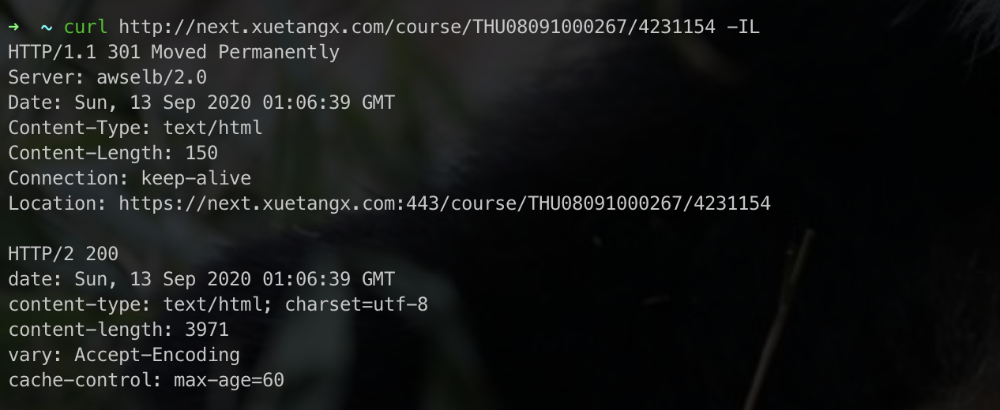 ➜  ~ curl http://next.xuetangx.com/course/THU08091000267/4231154 -IL
HTTP/1.1 301 Moved Permanently
Server: awselb/2.0
Date: Sun, 13 Sep 2020 01:06:39 GMT
Content-Type: text/html
Content-Length: 150
Connection: keep-alive
Location: https://next.xuetangx.com:443/course/THU08091000267/4231154
HTTP/2 200
date: Sun, 13 Sep 2020 01:06:39 GMT
content-type: text/html; charset=utf-8
content-length: 3971
vary: Accept-Encoding
cache-control: max-age=60